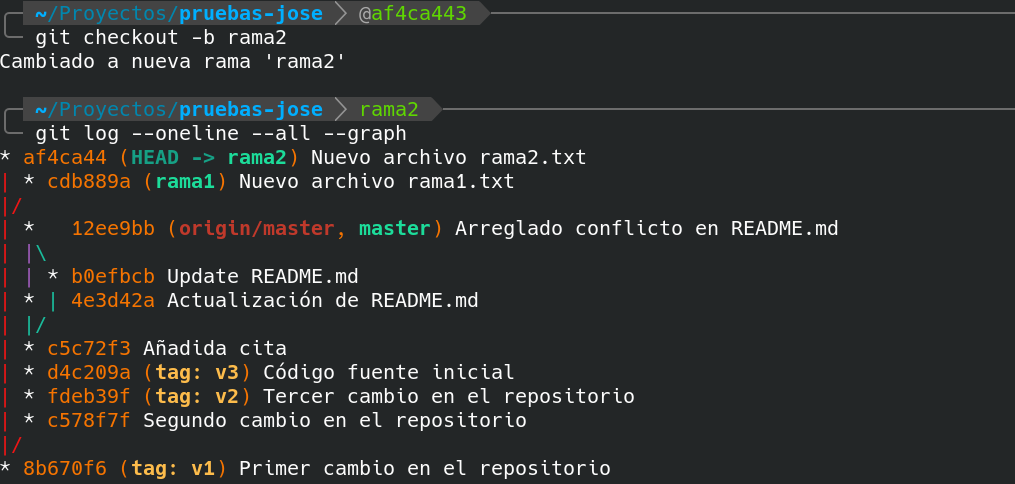 ~/Proyectos/pruebas-jose @af4ca443
git checkout -b rama2
Cambiado a nueva rama 'rama2'
~/Proyectos/pruebas-jose rama2
git log --oneline --all --graph
* af4ca44 (HEAD -> rama2) Nuevo archivo rama2.txt
| * cdb889a (rama1) Nuevo archivo rama1.txt
|/
| *   12ee9bb (origin/master, master) Arreglado conflicto en README.md
| |\
| | * b0efbcb Update README.md
| * | 4e3d42a Actualización de README.md
| |/
| * c5c72f3 Añadida cita
| * d4c209a (tag: v3) Código fuente inicial
| * fdeb39f (tag: v2) Tercer cambio en el repositorio
| * c578f7f Segundo cambio en el repositorio
|/
* 8b670f6 (tag: v1) Primer cambio en el repositorio